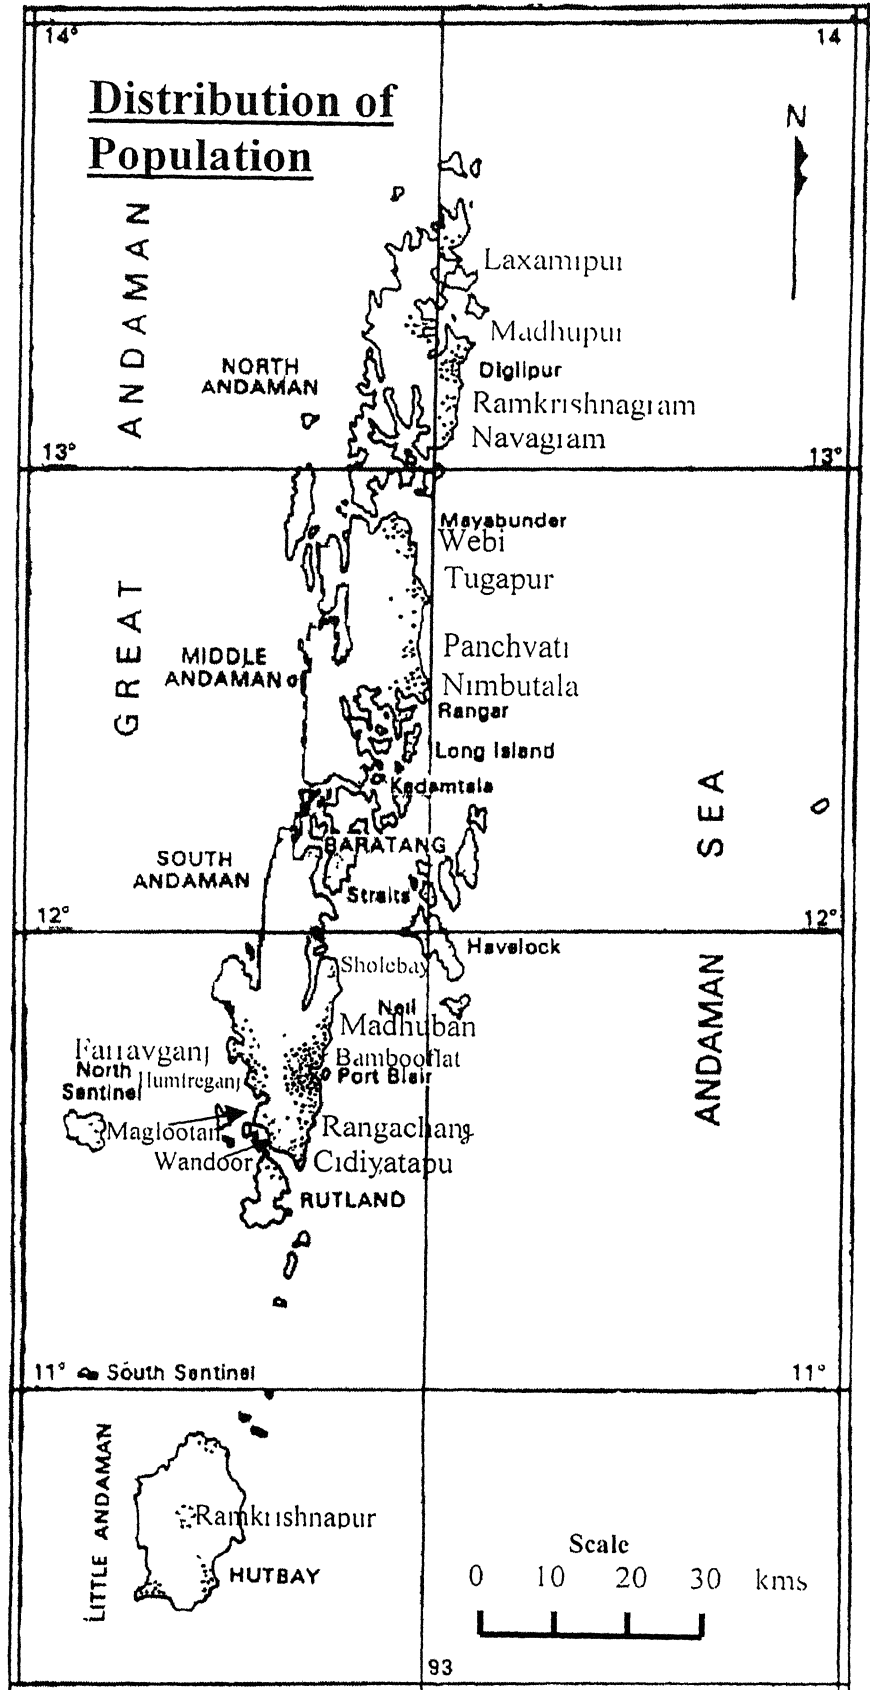 14°
14
Distribution of
Population
N
GREAT ANDAMAN
Laxamipur
Madhupur
NORTH
ANDAMAN
Diglipur
Ramkrishnagram
Navagram
13°
13°
Mayabunder
Webi
Tugapur
MIDDLE
ANDAMAN
Panchvati
Nimbutala
Rangar
Long Island
Kadamtala
ANDAMAN SEA
BARATANG
SOUTH
ANDAMAN
Straits
12°
12°
Havelock
Sholebay
Neil
Madhuban
Farravganj
Bambooflat
North
Sentinel
Humfreganj
Port Blair
Maglootan
Rangachang
Wandoor
Cidiyatapu
RUTLAND
11°
South Sentinel
11°
LITTLE ANDAMAN
Ramkrishnapur
HUTBAY
Scale
0 10 20 30 kms
93